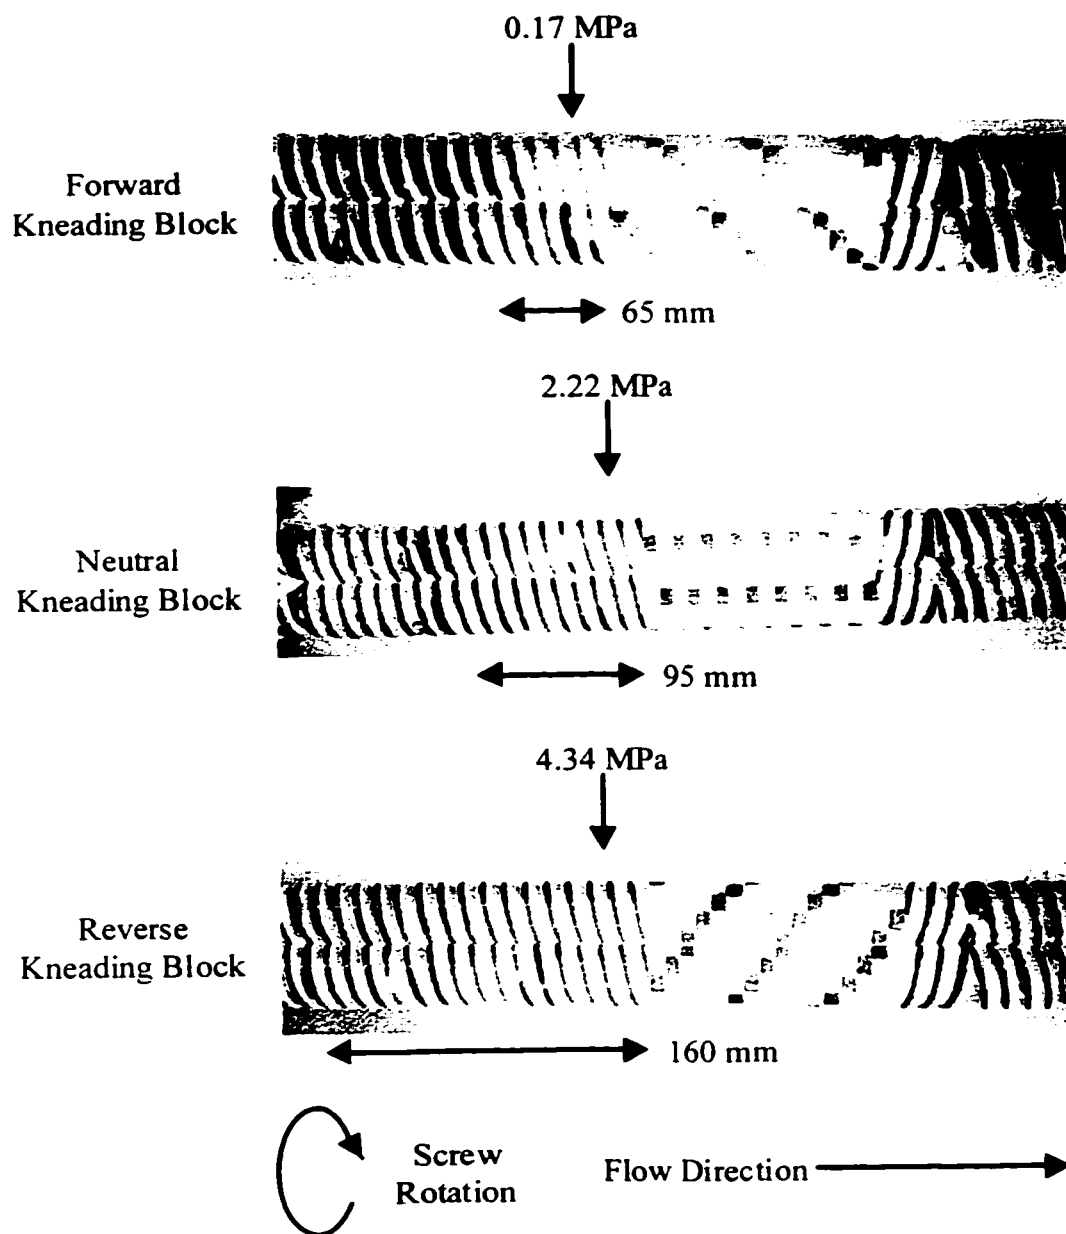 0.17 MPa
Forward
Kneading Block
65 mm
2.22 MPa
Neutral
Kneading Block
95 mm
4.34 MPa
Reverse
Kneading Block
160 mm
Screw
Rotation
Flow Direction